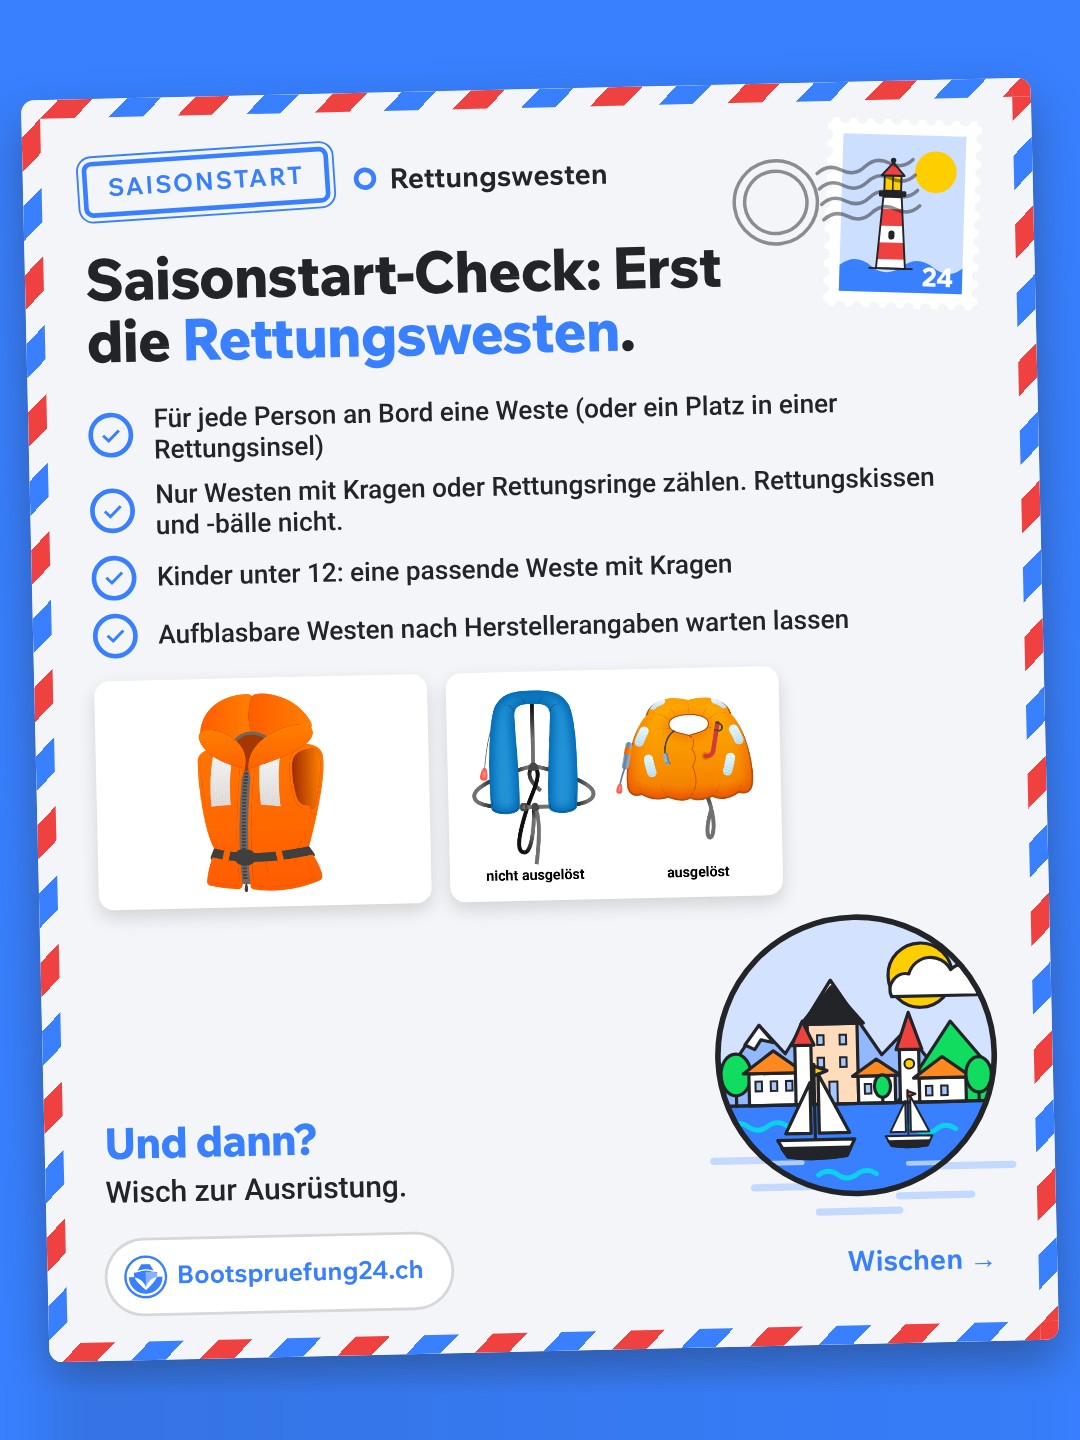 SAISONSTART
Rettungswesten
24
Saisonstart-Check: Erst
die Rettungswesten.
Für jede Person an Bord eine Weste (oder ein Platz in einer
Rettungsinsel)
Nur Westen mit Kragen oder Rettungsringe zählen. Rettungskissen
und -bälle nicht.
Kinder unter 12: eine passende Weste mit Kragen
Aufblasbare Westen nach Herstellerangaben warten lassen
nicht ausgelöst
ausgelöst
Und dann?
Wisch zur Ausrüstung.
Bootspruefung24.ch
Wischen →